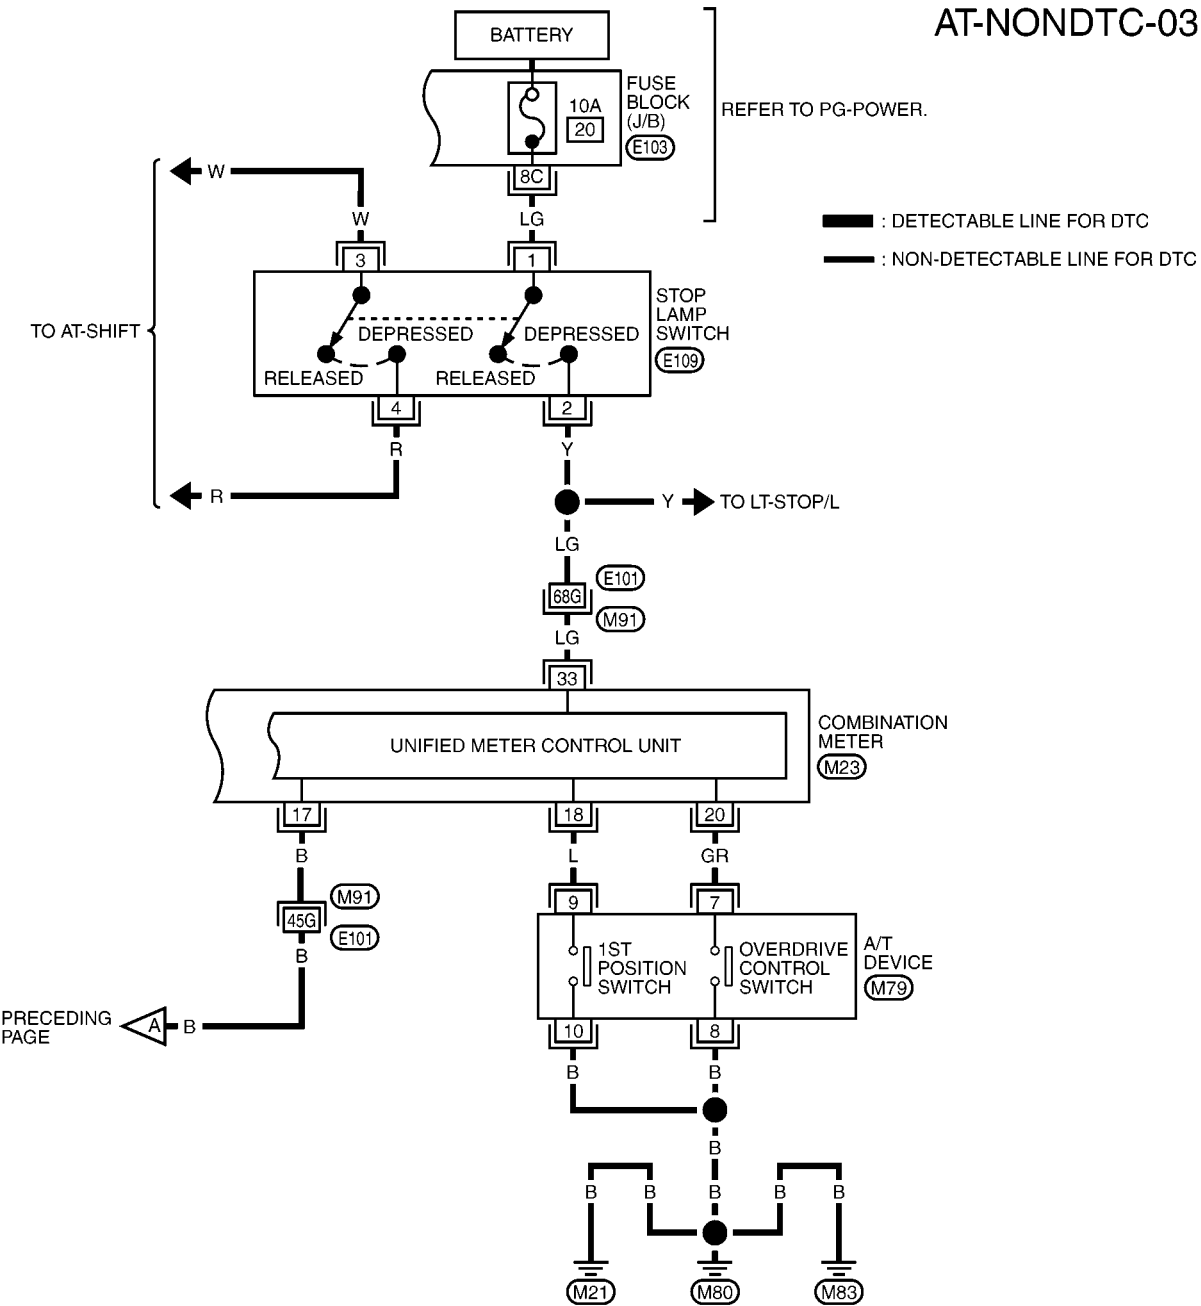 AT-NONDTC-03
BATTERY
FUSE
BLOCK
(J/B)
E103
10A
20
REFER TO PG-POWER.
8C
W
LG
W
: DETECTABLE LINE FOR DTC
: NON-DETECTABLE LINE FOR DTC
3
1
STOP
LAMP
SWITCH
E109
DEPRESSED
DEPRESSED
RELEASED
RELEASED
TO AT-SHIFT
4
2
R
Y
R
Y
TO LT-STOP/L
LG
E101
68G
M91
LG
33
UNIFIED METER CONTROL UNIT
COMBINATION
METER
M23
17
18
20
B
L
GR
M91
45G
E101
B
9
7
1ST
POSITION
SWITCH
OVERDRIVE
CONTROL
SWITCH
A/T
DEVICE
M79
PRECEDING
PAGE
A
B
10
8
B
B
B
B
B
B
B
B
M21
M80
M83